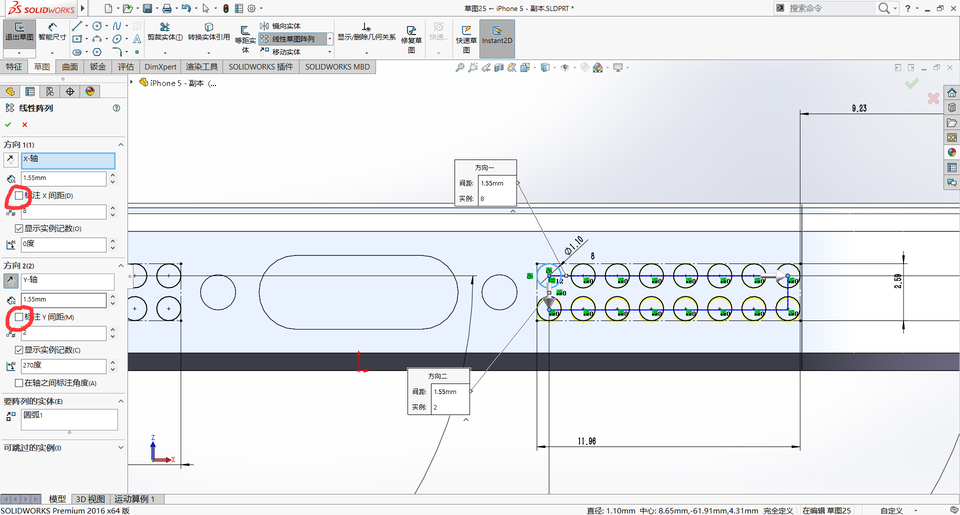 SOLIDWORKS
草图25 -- iPhone 5 - 副本.SLDPRT *
搜索命令
退出草图
智能尺寸
剪裁实体(T)
转换实体引用
等距实体
镜向实体
线性草图阵列
移动实体
显示/删除几何关系
修复草图
快速...
快速草图
Instant2D
特征
草图
曲面
钣金
评估
DimXpert
渲染工具
SOLIDWORKS 插件
SOLIDWORKS MBD
iPhone 5 - 副本 (...
线性阵列
方向 1(1)
X-轴
1.55mm
标注 X 间距(D)
8
显示实例记数(O)
0度
方向 2(2)
Y-轴
1.55mm
标注 Y 间距(M)
2
显示实例记数(C)
270度
在轴之间标注角度(A)
要阵列的实体(E)
圆弧1
可跳过的实例(I)
方向一
间距: 1.55mm
实例: 8
方向二
间距: 1.55mm
实例: 2
9.23
Ø1.10
8
12
2.59
11.96
Z
X
模型
3D 视图
运动算例 1
SOLIDWORKS Premium 2016 x64 版
直径: 1.10mm 中心: 8.65mm,-61.91mm,4.31mm
完全定义
在编辑 草图25
自定义